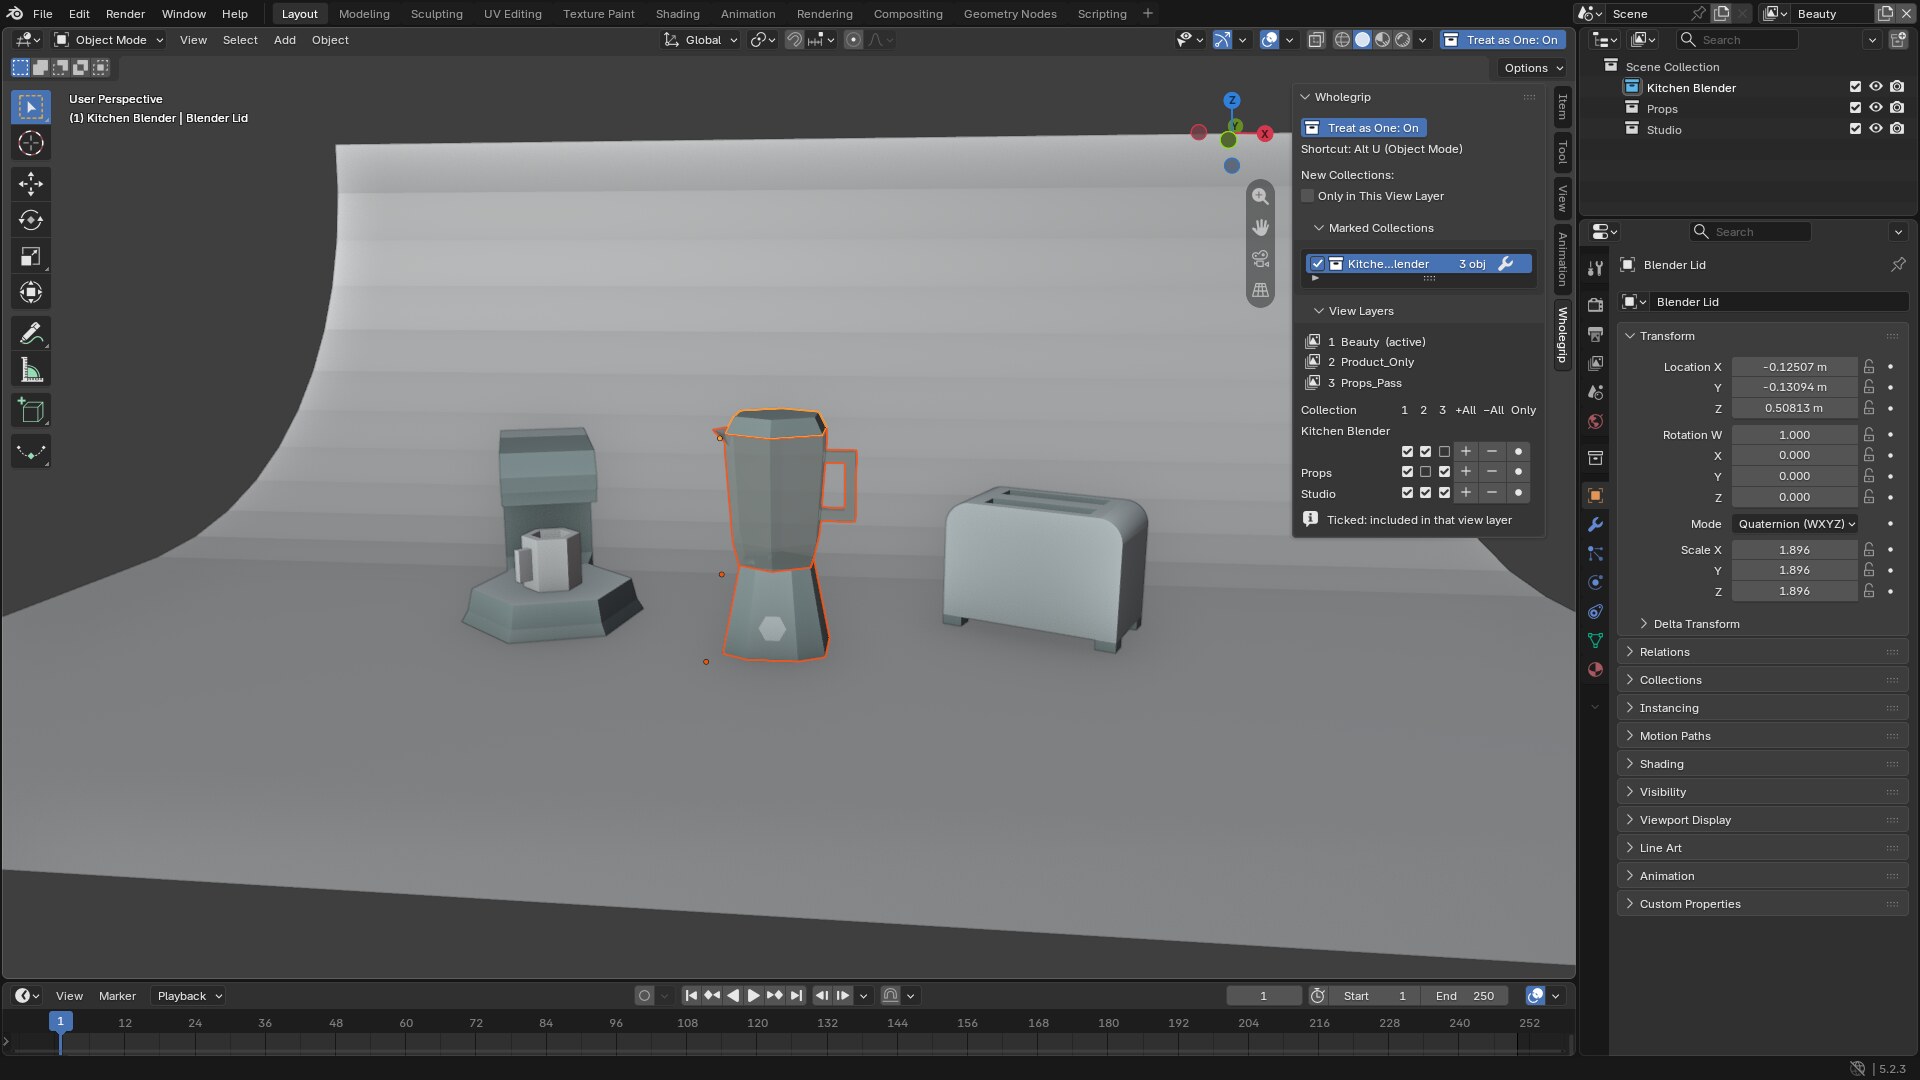 File Edit Render Window Help Layout Modeling Sculpting UV Editing Texture Paint Shading Animation Rendering Compositing Geometry Nodes Scripting + Scene Beauty
Object Mode View Select Add Object Global Treat as One: On Search
Options
User Perspective
(1) Kitchen Blender | Blender Lid
Z
Y
X
Wholegrip
Treat as One: On
Shortcut: Alt U (Object Mode)
New Collections:
Only in This View Layer
Marked Collections
Kitche...lender 3 obj
View Layers
1 Beauty (active)
2 Product_Only
3 Props_Pass
Collection 1 2 3 +All −All Only
Kitchen Blender
Props
Studio
Ticked: included in that view layer
Item
Tool
View
Animation
Wholegrip
Scene Collection
Kitchen Blender
Props
Studio
Search
Blender Lid
Blender Lid
Transform
Location X -0.12507 m
Y -0.13094 m
Z 0.50813 m
Rotation W 1.000
X 0.000
Y 0.000
Z 0.000
Mode Quaternion (WXYZ)
Scale X 1.896
Y 1.896
Z 1.896
Delta Transform
Relations
Collections
Instancing
Motion Paths
Shading
Visibility
Viewport Display
Line Art
Animation
Custom Properties
View Marker Playback 1 Start 1 End 250
1 12 24 36 48 60 72 84 96 108 120 132 144 156 168 180 192 204 216 228 240 252
5.2.3